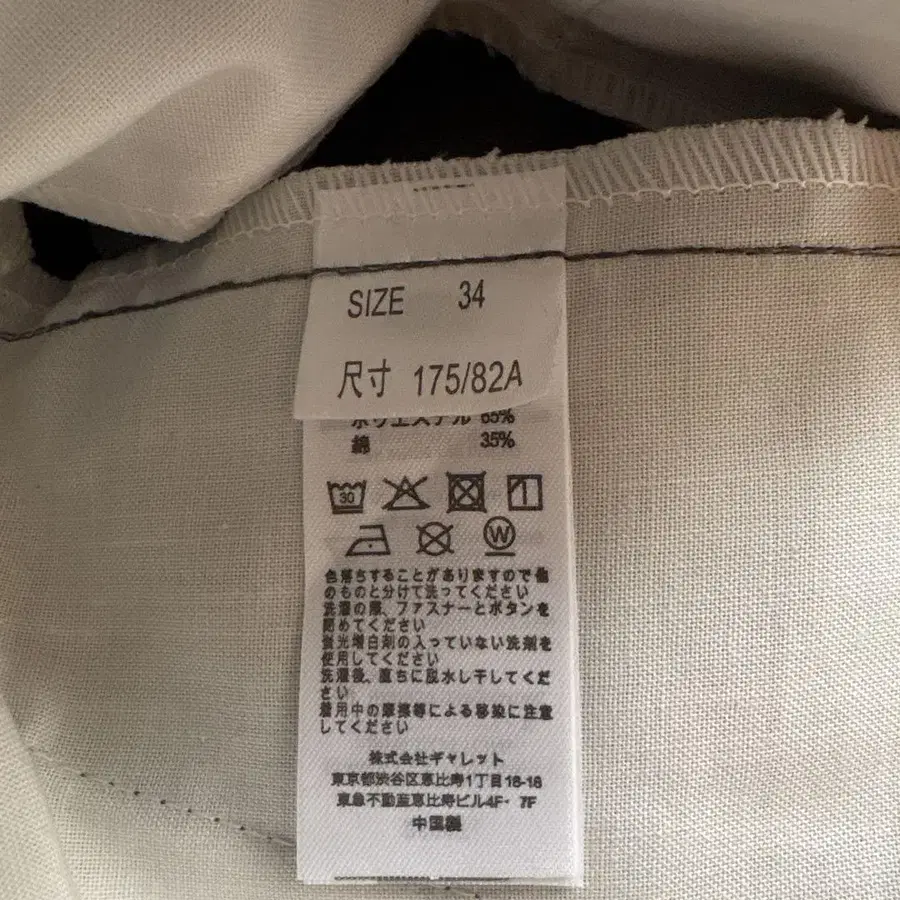 SIZE 34
尺寸 175/82A
ポリエステル 65%
綿 35%
30
W
色落ちすることがありますので他
のものと分けて洗ってください
洗濯の際、ファスナーとボタンを
閉めてください
蛍光増白剤の入っていない洗剤を
使用してください
洗濯後、直ちに脱水し干してくだ
さい
着用中の摩擦等による移染に注意
してください
株式会社ギャレット
東京都渋谷区恵比寿1丁目18-18
東急不動産恵比寿ビル4F・7F
中国製